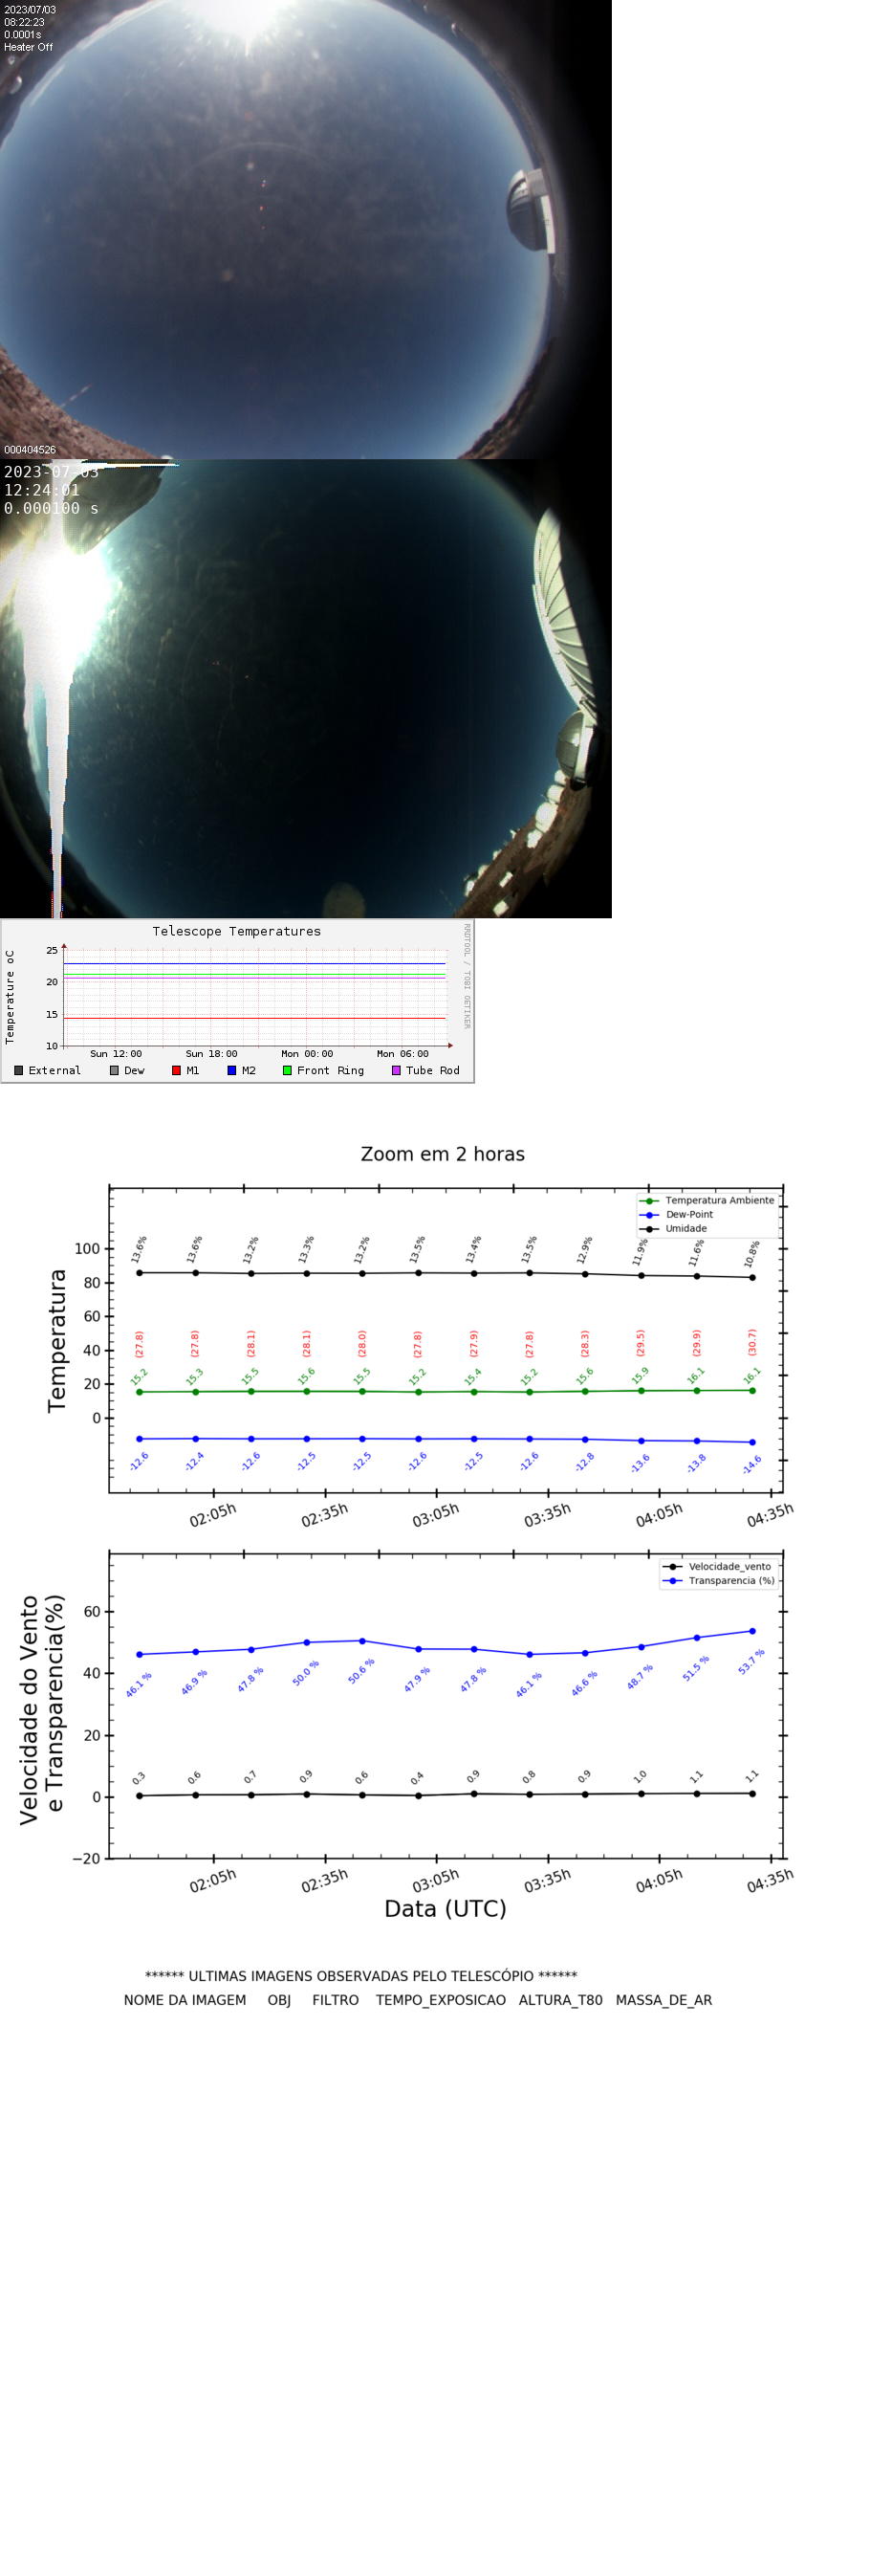 2023/07/03
08:22:23
0.0001s
Heater Off
000404526
2023-07-03
12:24:01
0.000100 s
Telescope Temperatures
Temperature oC
25
20
15
10
Sun 12:00 Sun 18:00 Mon 00:00 Mon 06:00
External Dew M1 M2 Front Ring Tube Rod
RRDTOOL / TOBI OETIKER
Zoom em 2 horas
Temperatura
Temperatura Ambiente
Dew-Point
Umidade
100
80
60
40
20
0
13.6% 13.6% 13.2% 13.3% 13.2% 13.5% 13.4% 13.5% 12.9% 11.9% 11.6% 10.8%
(27.8) (27.8) (28.1) (28.1) (28.0) (27.8) (27.9) (27.8) (28.3) (29.5) (29.9) (30.7)
15.2 15.3 15.5 15.6 15.5 15.2 15.4 15.2 15.6 15.9 16.1 16.1
-12.6 -12.4 -12.6 -12.5 -12.5 -12.6 -12.5 -12.6 -12.8 -13.6 -13.8 -14.6
02:05h 02:35h 03:05h 03:35h 04:05h 04:35h
Velocidade do Vento
e Transparencia(%)
Velocidade_vento
Transparencia (%)
60
40
20
0
−20
46.1 % 46.9 % 47.8 % 50.0 % 50.6 % 47.9 % 47.8 % 46.1 % 46.6 % 48.7 % 51.5 % 53.7 %
0.3 0.6 0.7 0.9 0.6 0.4 0.9 0.8 0.9 1.0 1.1 1.1
02:05h 02:35h 03:05h 03:35h 04:05h 04:35h
Data (UTC)
****** ULTIMAS IMAGENS OBSERVADAS PELO TELESCÓPIO ******
NOME DA IMAGEM OBJ FILTRO TEMPO_EXPOSICAO ALTURA_T80 MASSA_DE_AR